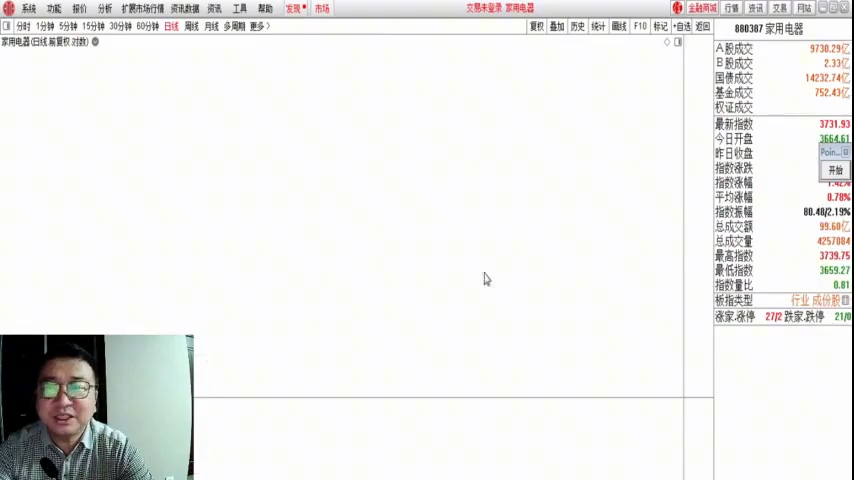 系统 功能 报价 分析 扩展市场行情 资讯数据 资讯 工具 帮助 发现 市场 交易未登录 家用电器 金融商城 行情 资讯 交易 网站
分时 1分钟 5分钟 15分钟 30分钟 60分钟 日线 周线 月线 多周期 更多 复权 叠加 历史 统计 画线 F10 标记 +自选 返回
家用电器(日线.前复权.对数)
880387 家用电器
A股成交 9730.29亿
B股成交 2.33亿
国债成交 14232.74亿
基金成交 752.43亿
权证成交
最新指数 3731.93
今日开盘 3664.61
昨日收盘
Poin...
指数涨跌
开始
指数涨幅 1.42%
平均涨幅 0.78%
指数振幅 80.48/2.19%
总成交额 99.60亿
总成交量 4257084
最高指数 3739.75
最低指数 3659.27
指数量比 0.81
板指类型 行业 成份股
涨家.涨停 27/2 跌家.跌停 21/0